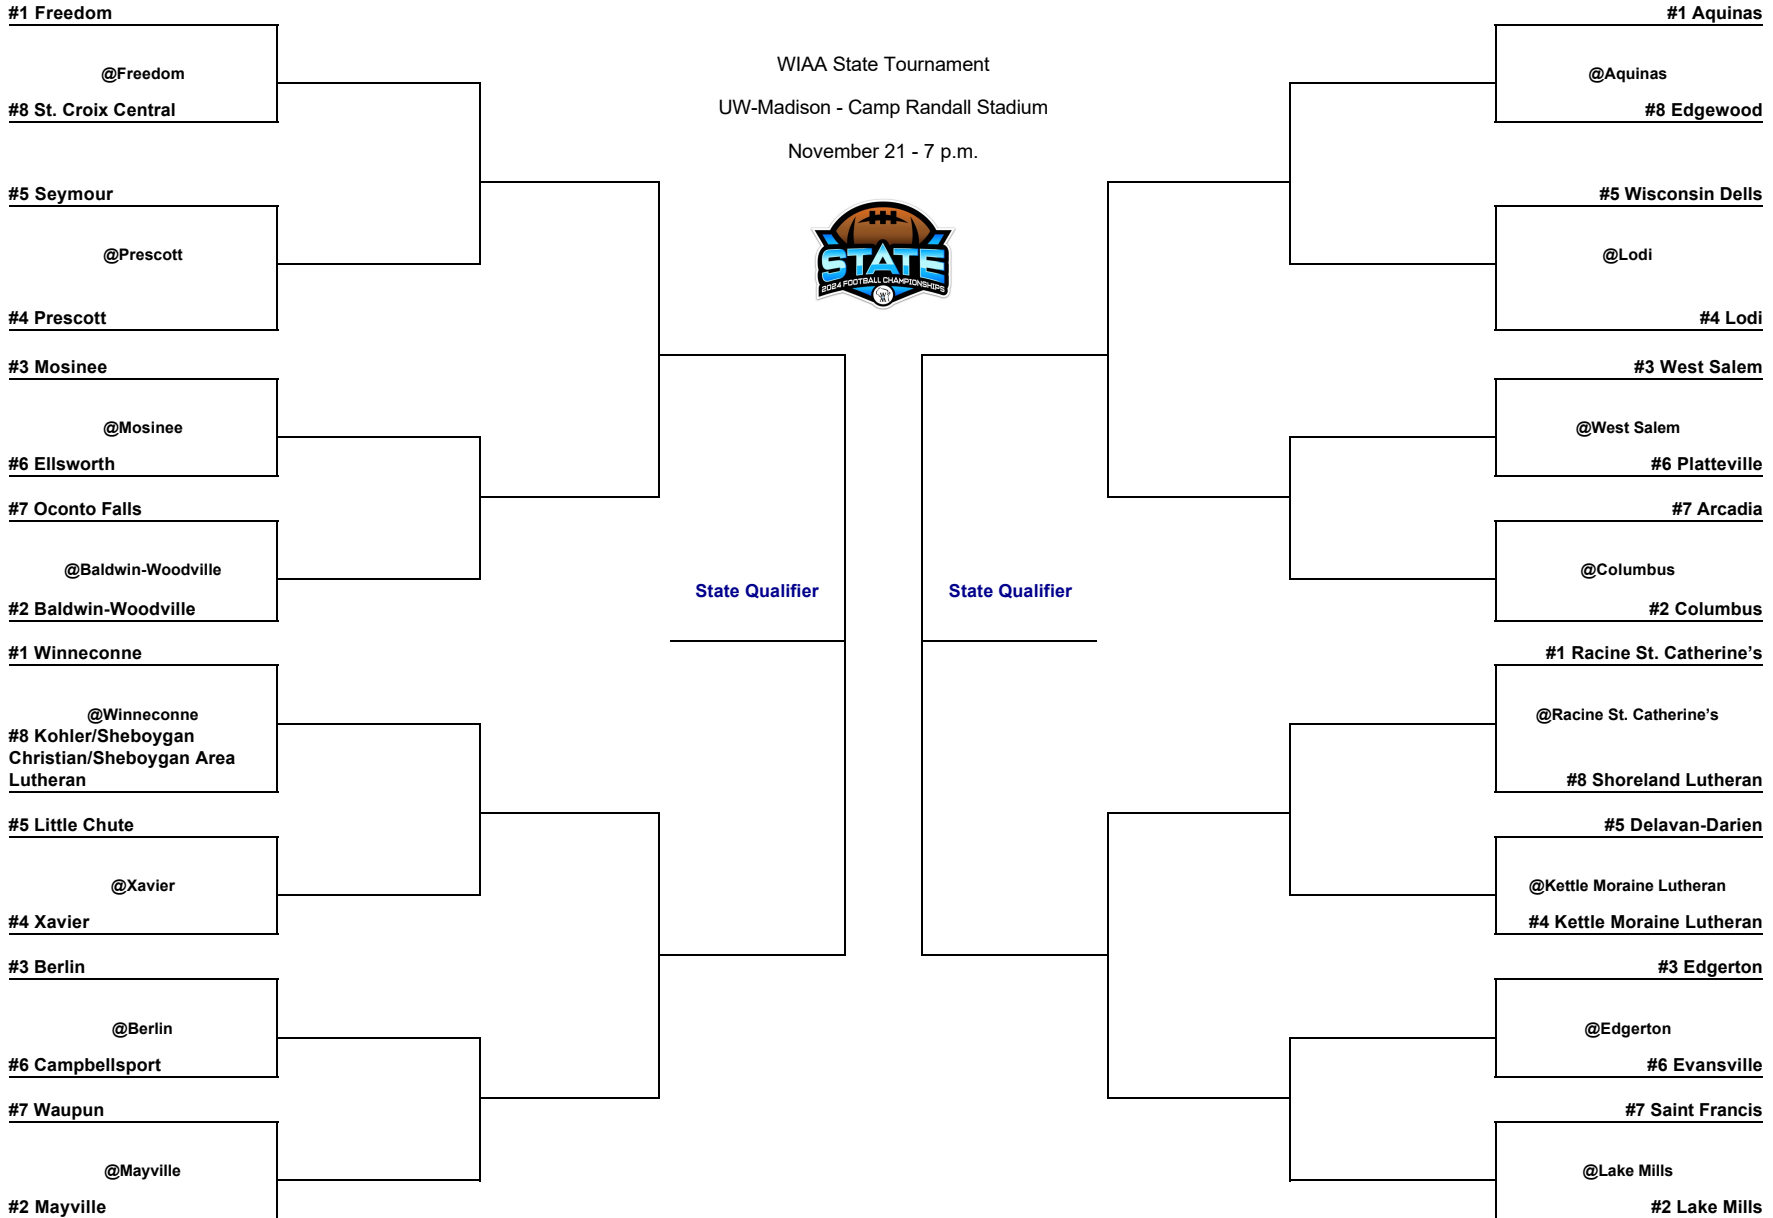 #1 Freedom
@Freedom
#8 St. Croix Central
#5 Seymour
@Prescott
#4 Prescott
#3 Mosinee
@Mosinee
#6 Ellsworth
#7 Oconto Falls
@Baldwin-Woodville
#2 Baldwin-Woodville
#1 Winneconne
@Winneconne
#8 Kohler/Sheboygan
Christian/Sheboygan Area
Lutheran
#5 Little Chute
@Xavier
#4 Xavier
#3 Berlin
@Berlin
#6 Campbellsport
#7 Waupun
@Mayville
#2 Mayville
WIAA State Tournament
UW-Madison - Camp Randall Stadium
November 21 - 7 p.m.
STATE
2024 FOOTBALL CHAMPIONSHIPS
State Qualifier
State Qualifier
#1 Aquinas
@Aquinas
#8 Edgewood
#5 Wisconsin Dells
@Lodi
#4 Lodi
#3 West Salem
@West Salem
#6 Platteville
#7 Arcadia
@Columbus
#2 Columbus
#1 Racine St. Catherine’s
@Racine St. Catherine’s
#8 Shoreland Lutheran
#5 Delavan-Darien
@Kettle Moraine Lutheran
#4 Kettle Moraine Lutheran
#3 Edgerton
@Edgerton
#6 Evansville
#7 Saint Francis
@Lake Mills
#2 Lake Mills